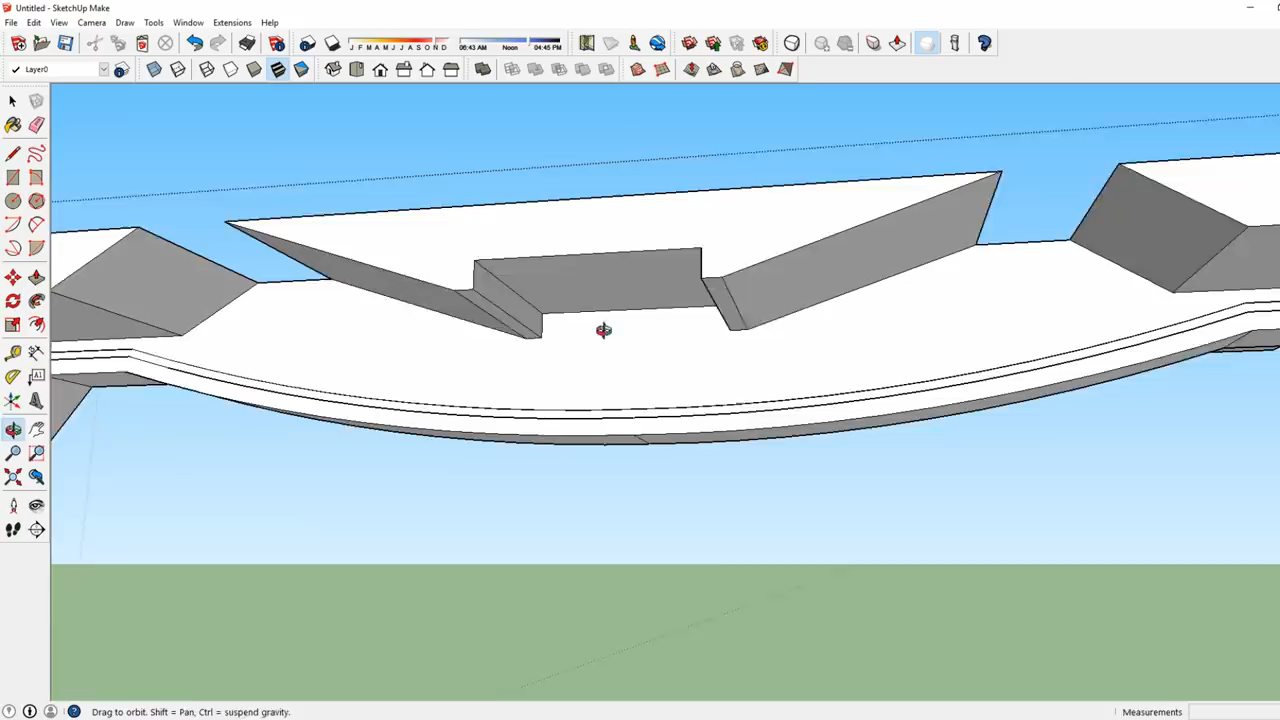 Untitled - SketchUp Make
File Edit View Camera Draw Tools Window Extensions Help
J F M A M J J A S O N D 06:43 AM Noon 04:45 PM
Layer0
A1
Drag to orbit. Shift = Pan, Ctrl = suspend gravity.
Measurements